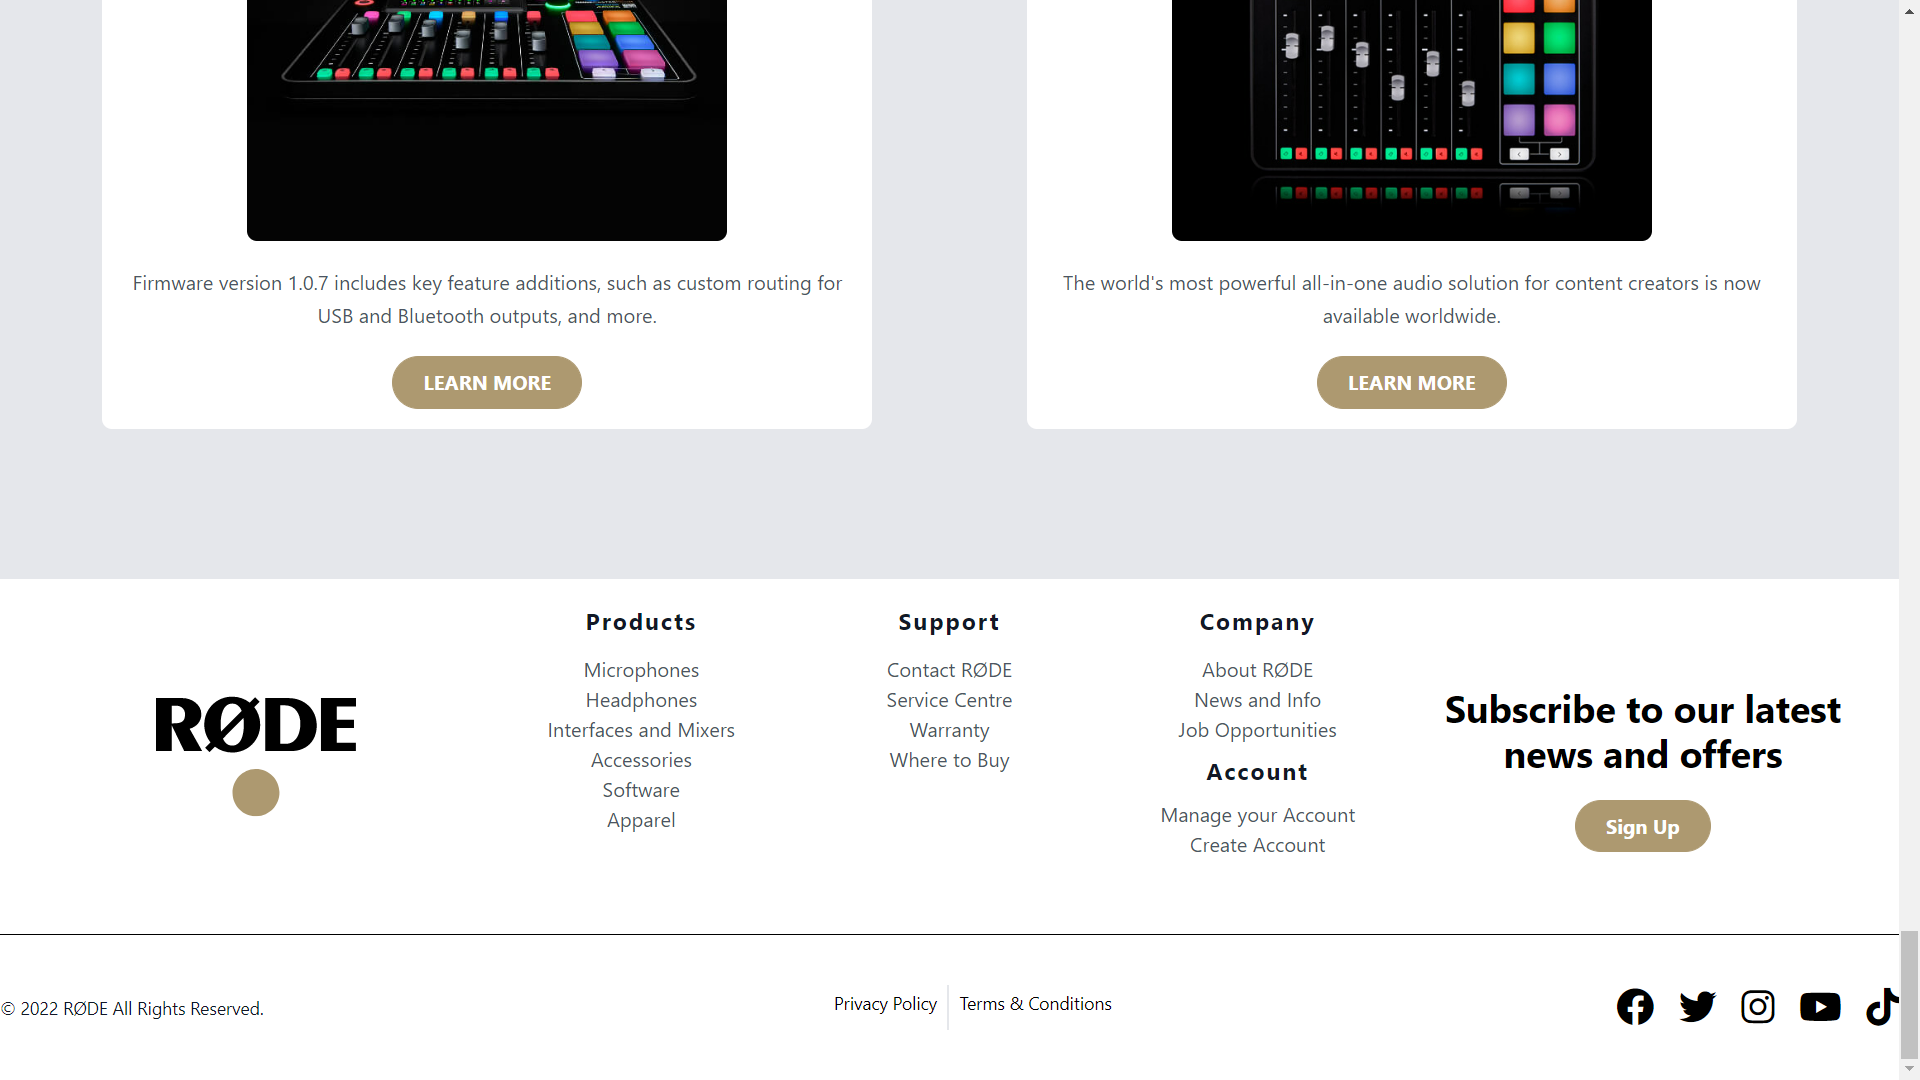 Firmware version 1.0.7 includes key feature additions, such as custom routing for
USB and Bluetooth outputs, and more.
LEARN MORE
The world's most powerful all-in-one audio solution for content creators is now
available worldwide.
LEARN MORE
RØDE
Products
Microphones
Headphones
Interfaces and Mixers
Accessories
Software
Apparel
Support
Contact RØDE
Service Centre
Warranty
Where to Buy
Company
About RØDE
News and Info
Job Opportunities
Account
Manage your Account
Create Account
Subscribe to our latest
news and offers
Sign Up
© 2022 RØDE All Rights Reserved.
Privacy Policy
Terms & Conditions